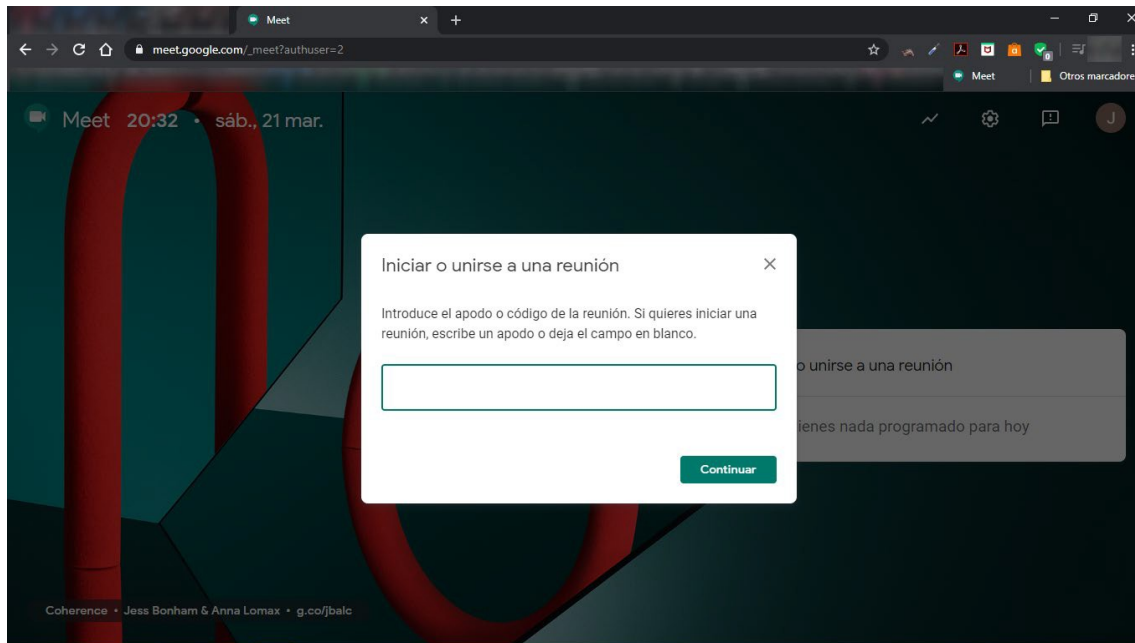 Meet
meet.google.com/_meet?authuser=2
Meet
Otros marcadore
Meet 20:32 • sáb., 21 mar.
J
Iniciar o unirse a una reunión
Introduce el apodo o código de la reunión. Si quieres iniciar una
reunión, escribe un apodo o deja el campo en blanco.
o unirse a una reunión
ienes nada programado para hoy
Continuar
Coherence • Jess Bonham & Anna Lomax • g.co/jbalc